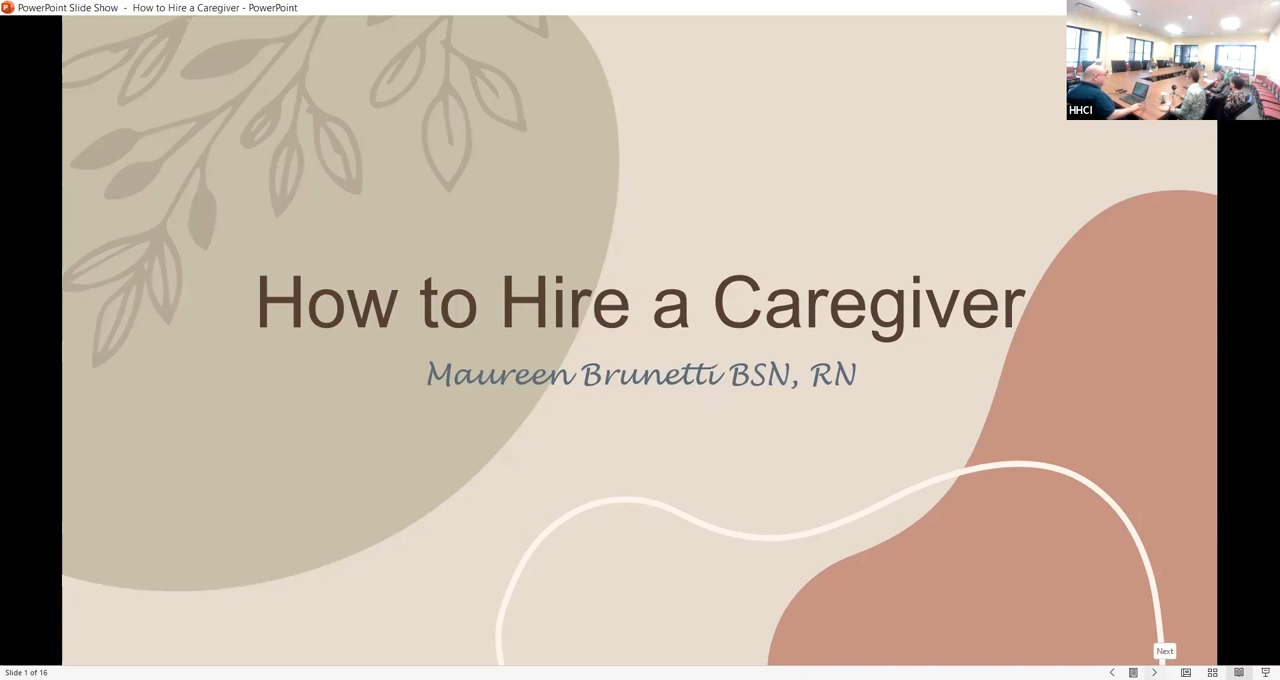 PowerPoint Slide Show - How to Hire a Caregiver - PowerPoint
HHCI
How to Hire a Caregiver
Maureen Brunetti BSN, RN
Next
Slide 1 of 16